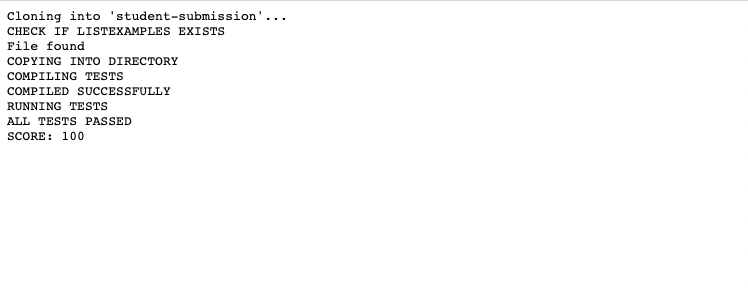 Cloning into 'student-submission'...
CHECK IF LISTEXAMPLES EXISTS
File found
COPYING INTO DIRECTORY
COMPILING TESTS
COMPILED SUCCESSFULLY
RUNNING TESTS
ALL TESTS PASSED
SCORE: 100